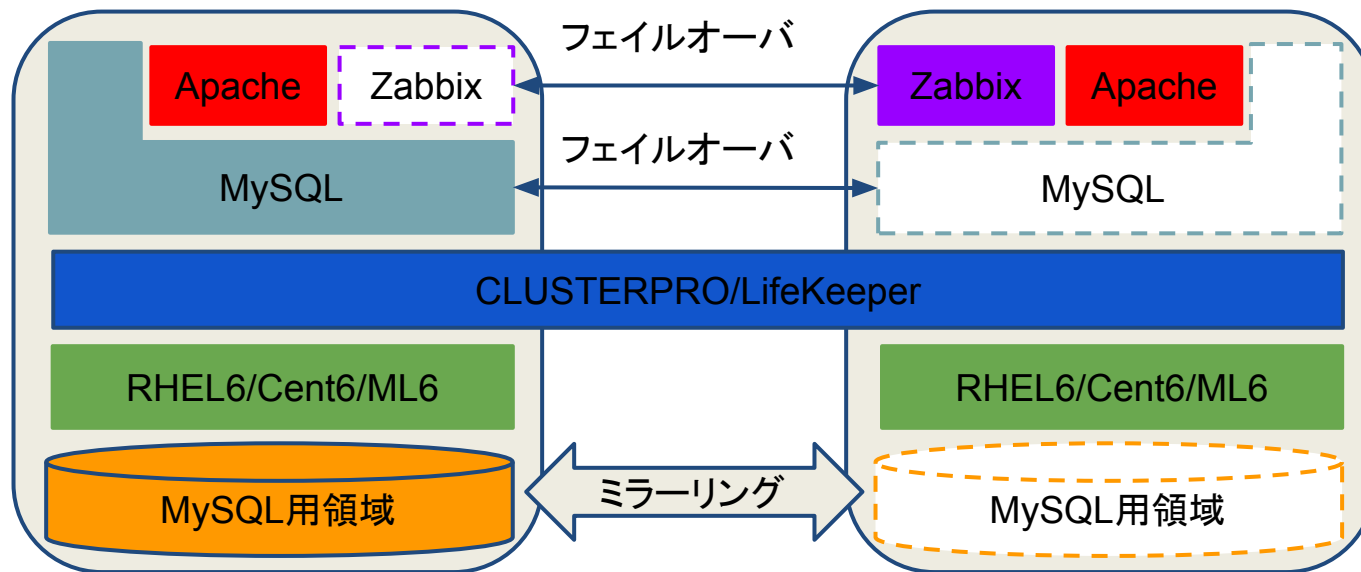 フェイルオーバ
Apache
Zabbix
Zabbix
Apache
フェイルオーバ
MySQL
MySQL
CLUSTERPRO/LifeKeeper
RHEL6/Cent6/ML6
RHEL6/Cent6/ML6
ミラーリング
MySQL用領域
MySQL用領域